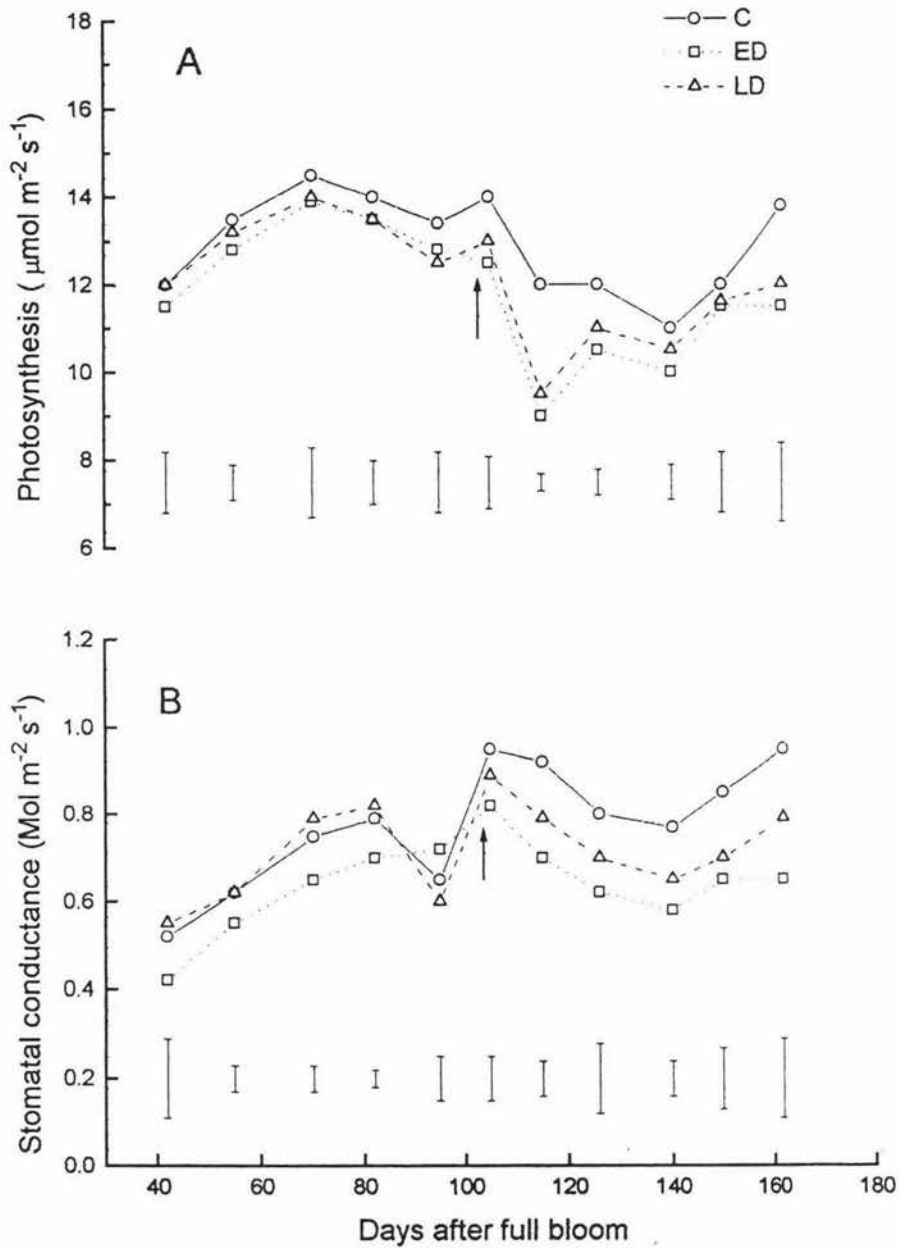 C
ED
LD
A
Photosynthesis ( μmol m⁻² s⁻¹)
18
16
14
12
10
8
6
B
Stomatal conductance (Mol m⁻² s⁻¹)
1.2
1.0
0.8
0.6
0.4
0.2
0.0
40 60 80 100 120 140 160 180
Days after full bloom